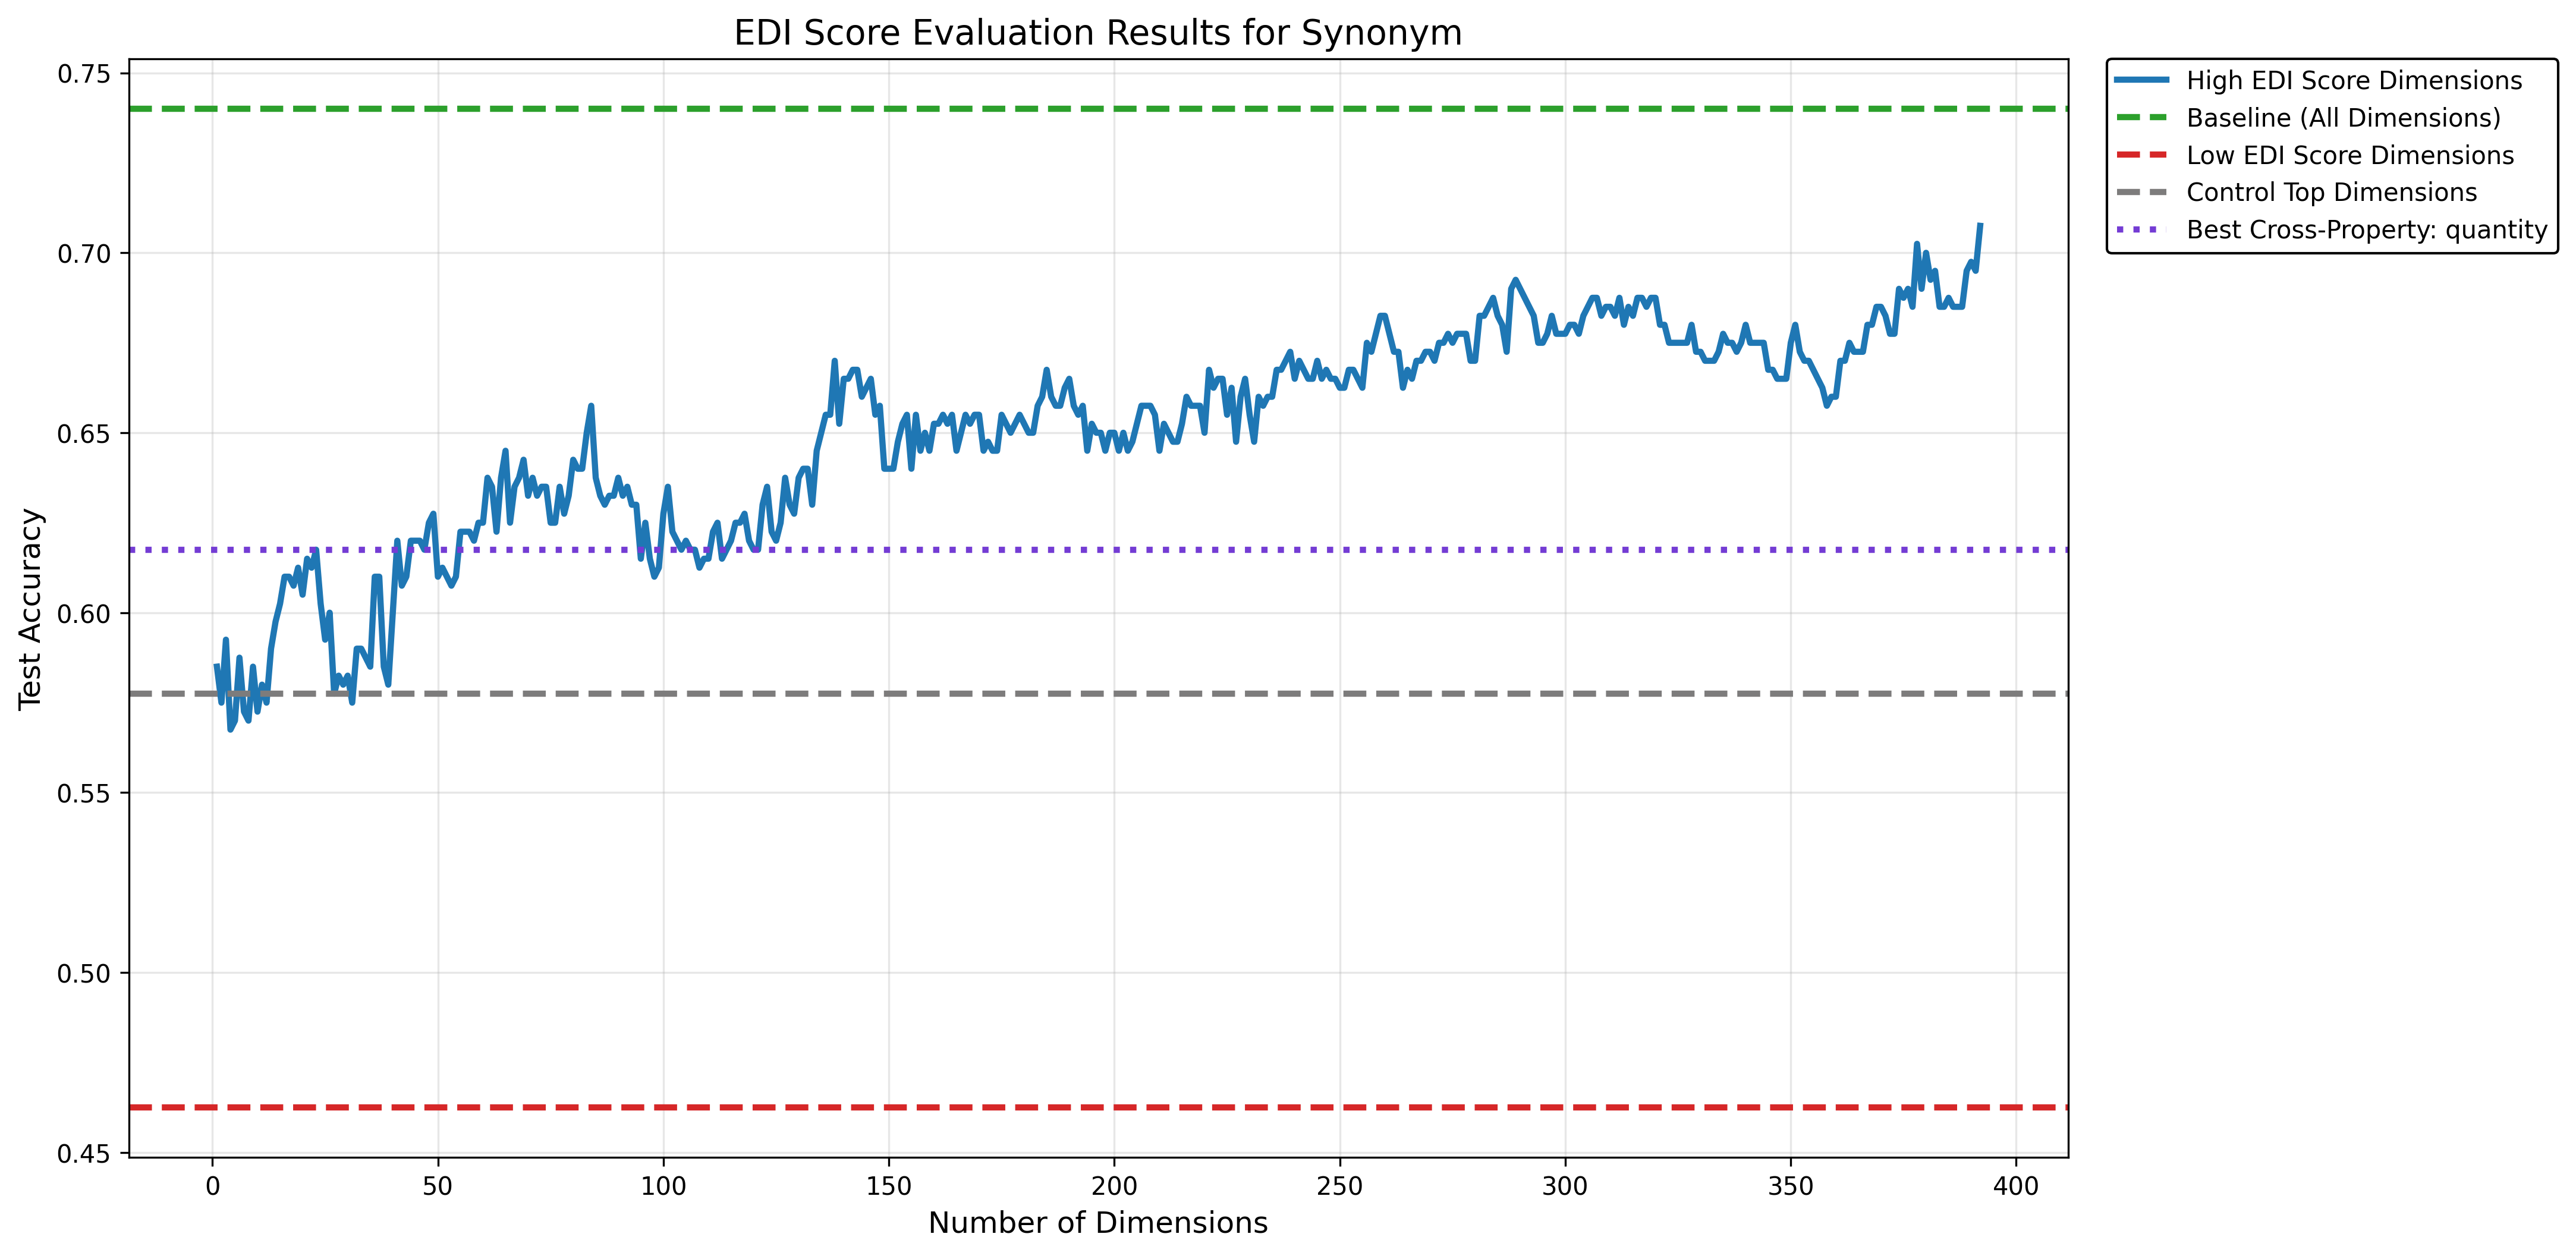 EDI Score Evaluation Results for Synonym
High EDI Score Dimensions
Baseline (All Dimensions)
Low EDI Score Dimensions
Control Top Dimensions
Best Cross-Property: quantity
Test Accuracy
0.75
0.70
0.65
0.60
0.55
0.50
0.45
0 50 100 150 200 250 300 350 400
Number of Dimensions